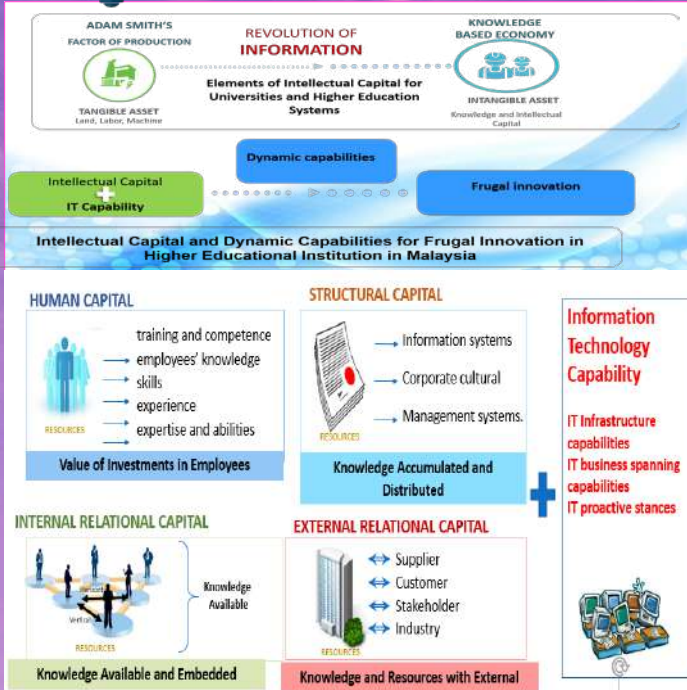 ADAM SMITH'S
FACTOR OF PRODUCTION
TANGIBLE ASSET
Land, Labor, Machine
REVOLUTION OF
INFORMATION
Elements of Intellectual Capital for
Universities and Higher Education
Systems
KNOWLEDGE
BASED ECONOMY
INTANGIBLE ASSET
Knowledge and Intellectual
Capital
Dynamic capabilities
Intellectual Capital
IT Capability
Frugal innovation
Intellectual Capital and Dynamic Capabilities for Frugal Innovation in
Higher Educational Institution in Malaysia
HUMAN CAPITAL
training and competence
employees' knowledge
skills
experience
expertise and abilities
RESOURCES
Value of Investments in Employees
STRUCTURAL CAPITAL
Information systems
Corporate cultural
Management systems.
RESOURCES
Knowledge Accumulated and
Distributed
INTERNAL RELATIONAL CAPITAL
Knowledge
Available
RESOURCES
Knowledge Available and Embedded
EXTERNAL RELATIONAL CAPITAL
Supplier
Customer
Stakeholder
Industry
RESOURCES
Knowledge and Resources with External
+
Information
Technology
Capability
IT Infrastructure
capabilities
IT business spanning
capabilities
IT proactive stances